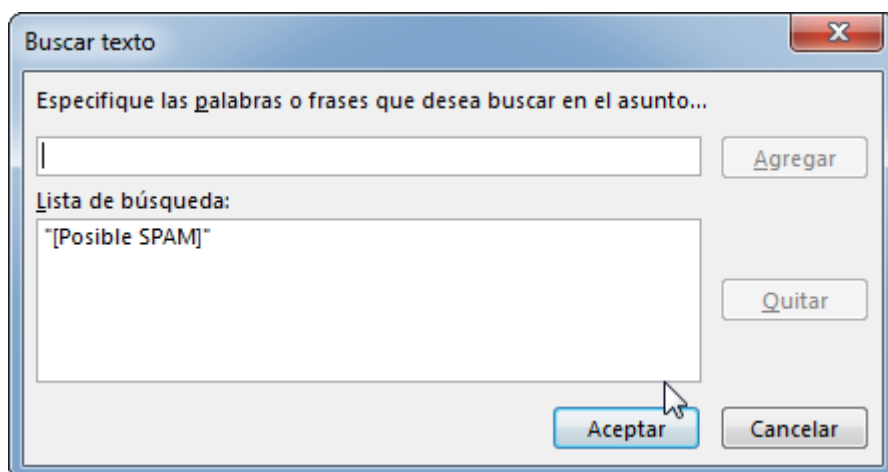 Buscar texto
Especifique las palabras o frases que desea buscar en el asunto...
Agregar
Lista de búsqueda:
"[Posible SPAM]"
Quitar
Aceptar Cancelar